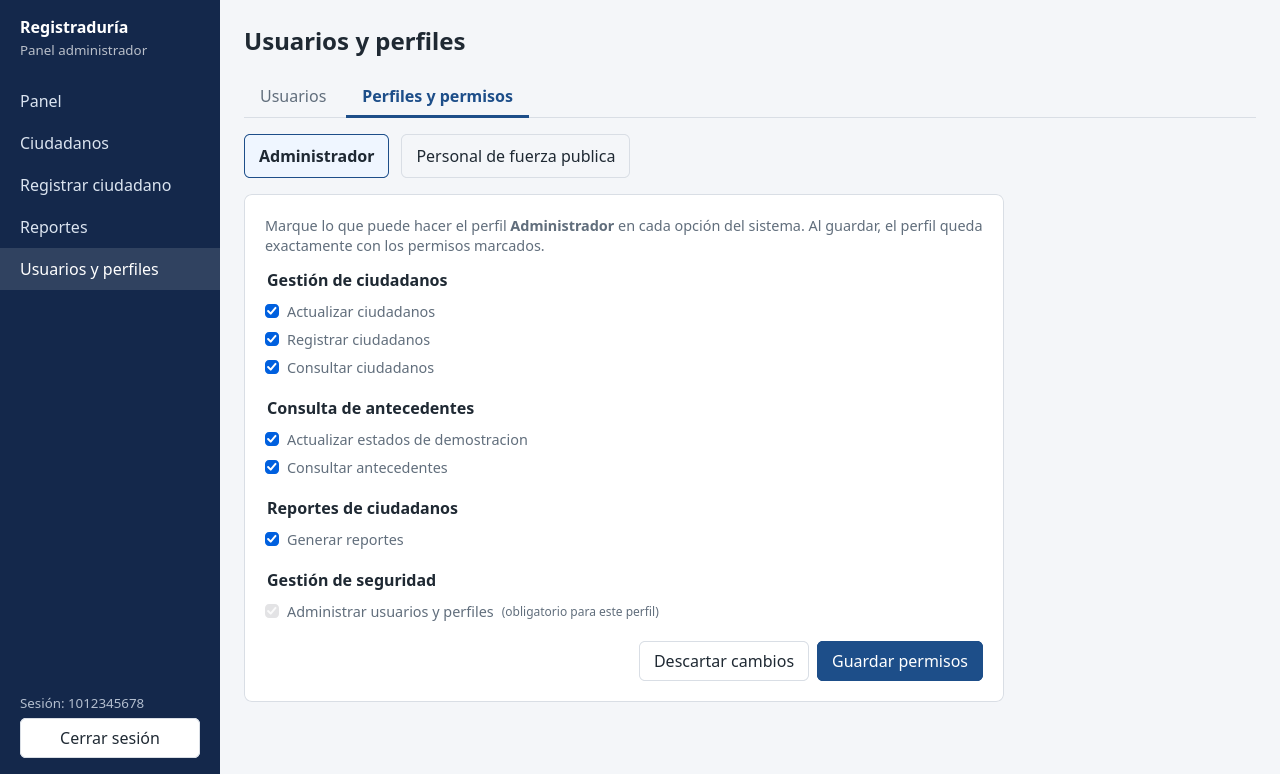 Registraduría
Panel administrador
Panel
Ciudadanos
Registrar ciudadano
Reportes
Usuarios y perfiles
Sesión: 1012345678
Cerrar sesión
Usuarios y perfiles
Usuarios
Perfiles y permisos
Administrador
Personal de fuerza publica
Marque lo que puede hacer el perfil Administrador en cada opción del sistema. Al guardar, el perfil queda
exactamente con los permisos marcados.
Gestión de ciudadanos
Actualizar ciudadanos
Registrar ciudadanos
Consultar ciudadanos
Consulta de antecedentes
Actualizar estados de demostracion
Consultar antecedentes
Reportes de ciudadanos
Generar reportes
Gestión de seguridad
Administrar usuarios y perfiles (obligatorio para este perfil)
Descartar cambios
Guardar permisos